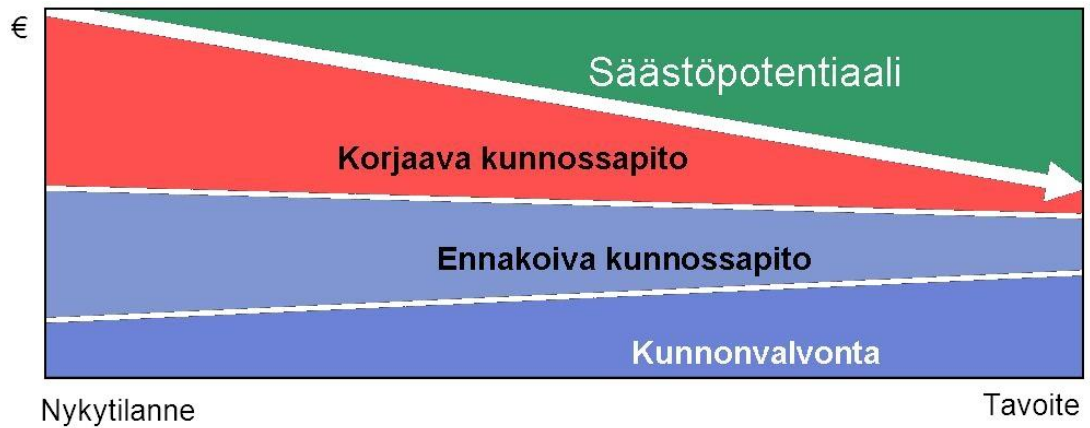 €
Säästöpotentiaali
Korjaava kunnossapito
Ennakoiva kunnossapito
Kunnonvalvonta
Nykytilanne
Tavoite